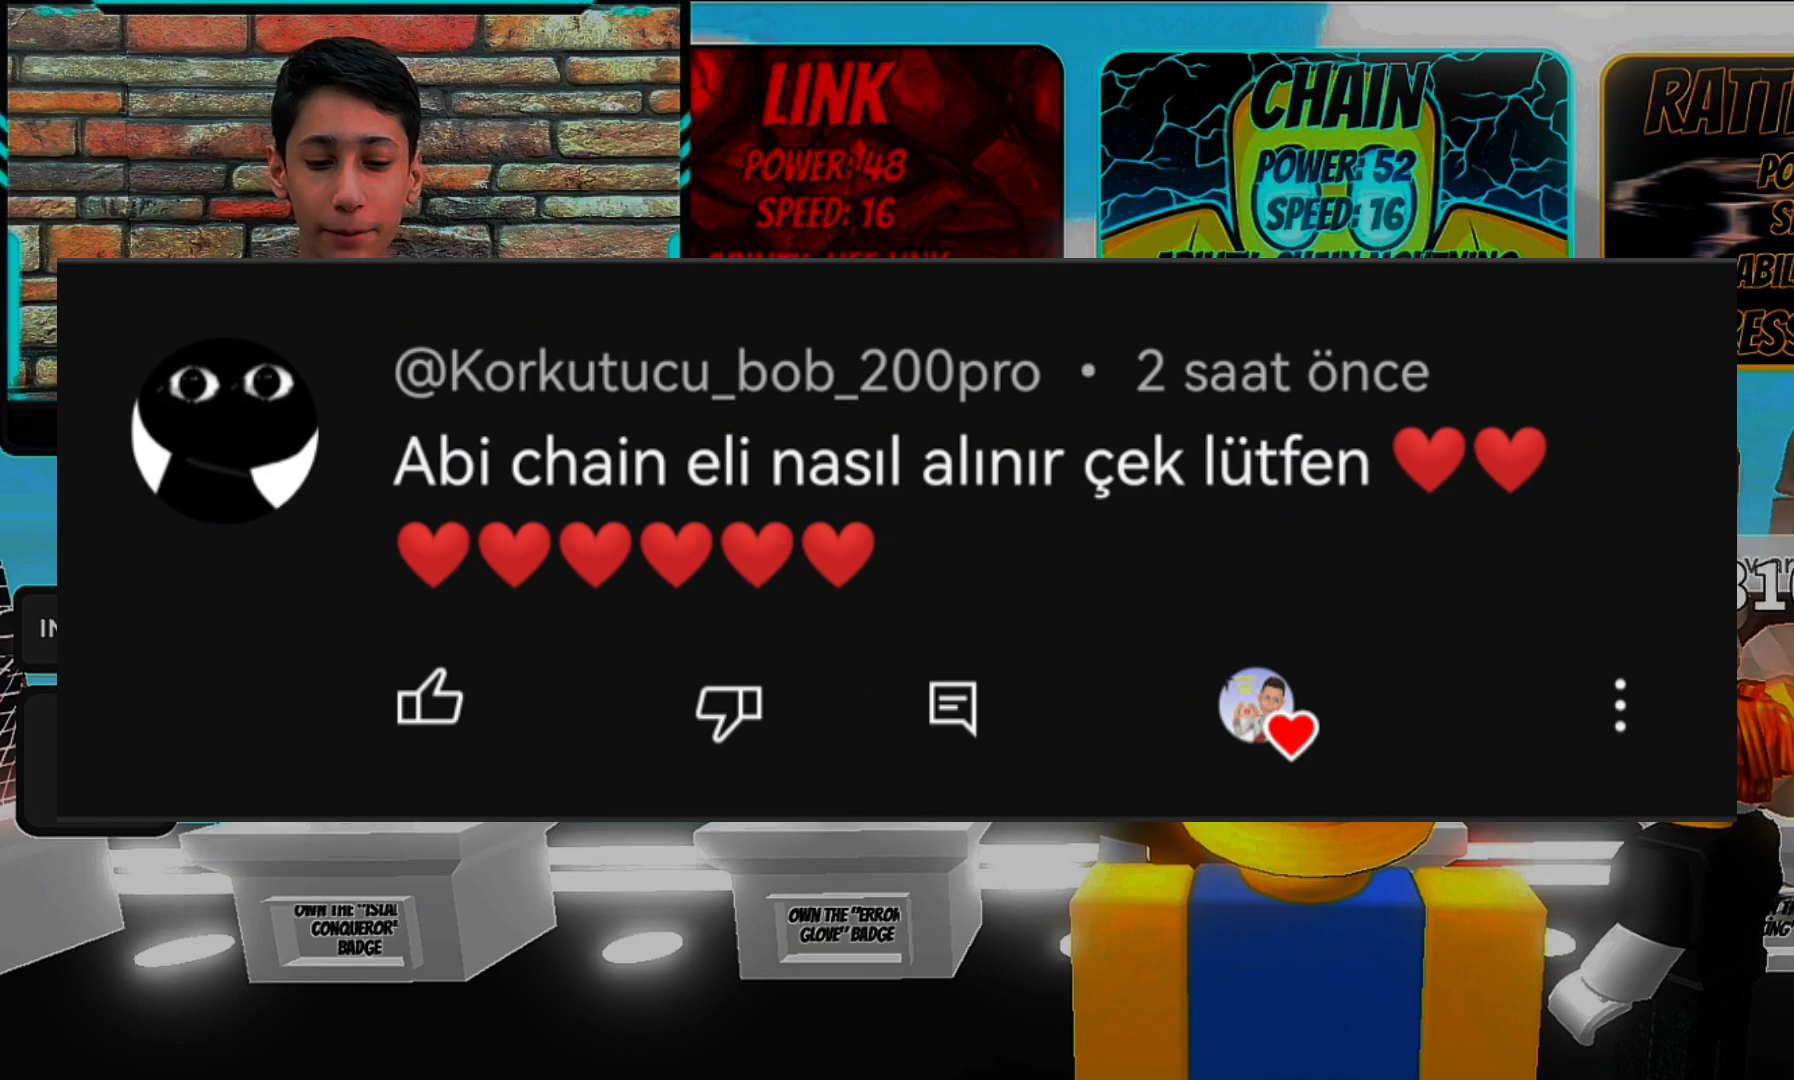 LINK
POWER: 48
SPEED: 16
CHAIN
POWER: 52
SPEED: 16
@Korkutucu_bob_200pro • 2 saat önce
Abi chain eli nasıl alınır çek lütfen ❤️❤️
❤️❤️❤️❤️❤️❤️
OWN THE "ERROR
GLOVE" BADGE
CONQUEROR"
BADGE